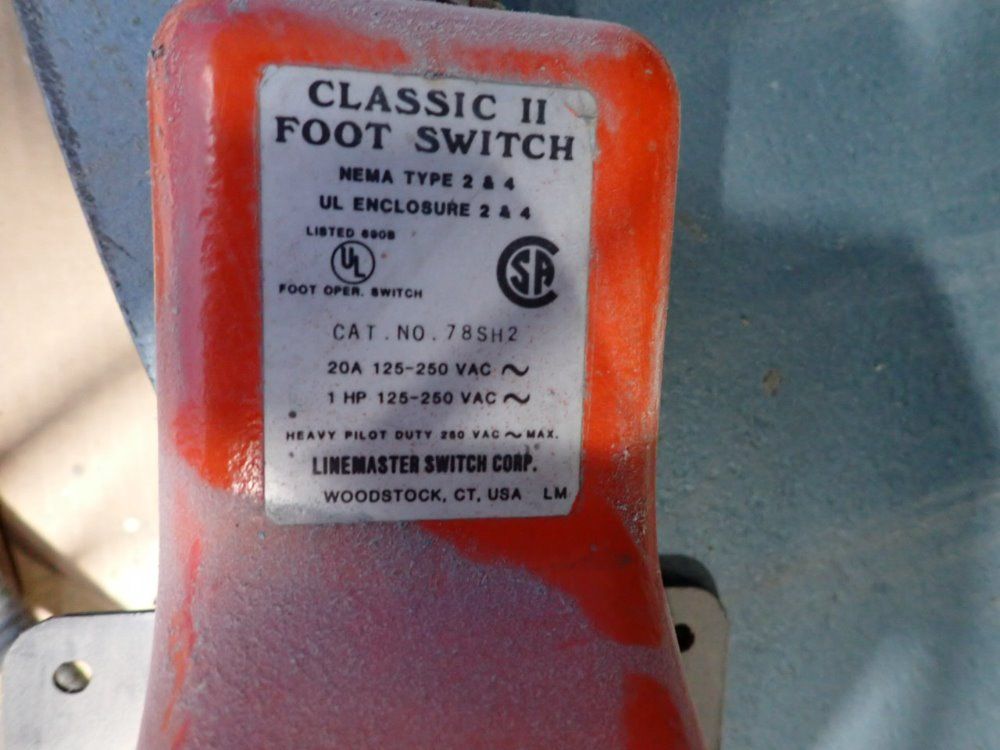 CLASSIC II
FOOT SWITCH
NEMA TYPE 2 & 4
UL ENCLOSURE 2 & 4
LISTED 690B
UL
FOOT OPER. SWITCH
CSA
CAT. NO. 78SH2
20A 125-250 VAC ~
1 HP 125-250 VAC ~
HEAVY PILOT DUTY 250 VAC ~ MAX.
LINEMASTER SWITCH CORP.
WOODSTOCK, CT, USA LM